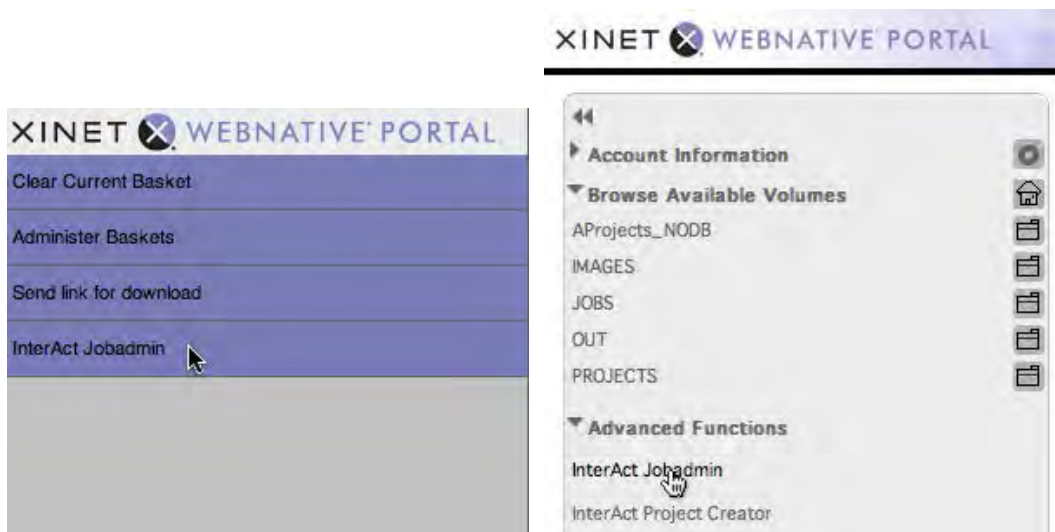 XINET X WEBNATIVE PORTAL
Clear Current Basket
Administer Baskets
Send link for download
InterAct Jobadmin
XINET X WEBNATIVE PORTAL
Account Information
Browse Available Volumes
AProjects_NODB
IMAGES
JOBS
OUT
PROJECTS
Advanced Functions
InterAct Jobadmin
InterAct Project Creator